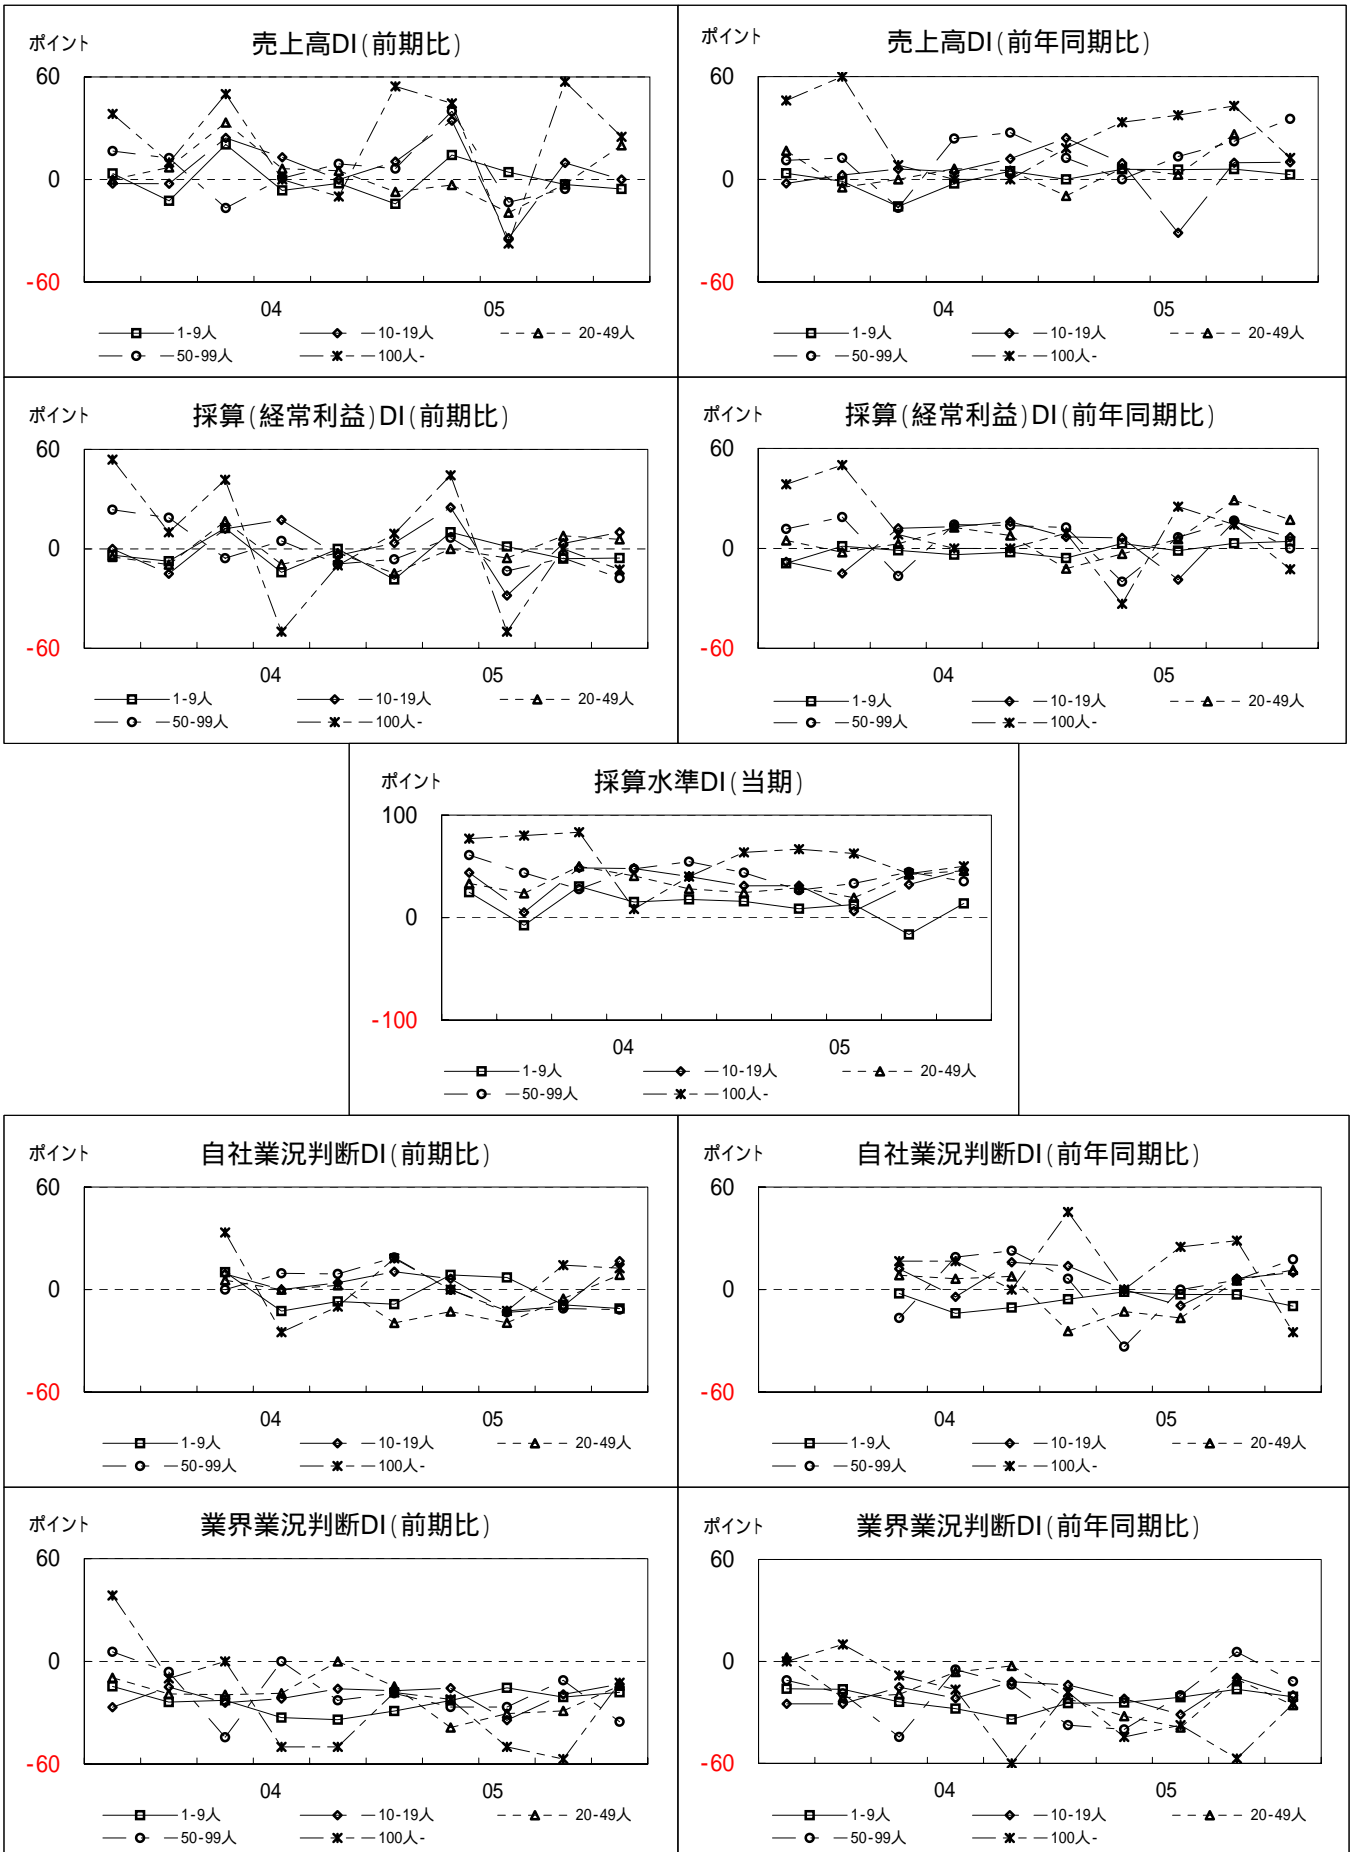 ポイント
売上高DI(前期比)
60
0
-60
04 05
1-9人 10-19人 20-49人
50-99人 100人-
ポイント
売上高DI(前年同期比)
60
0
-60
04 05
1-9人 10-19人 20-49人
50-99人 100人-
ポイント
採算(経常利益)DI(前期比)
60
0
-60
04 05
1-9人 10-19人 20-49人
50-99人 100人-
ポイント
採算(経常利益)DI(前年同期比)
60
0
-60
04 05
1-9人 10-19人 20-49人
50-99人 100人-
ポイント
採算水準DI(当期)
100
0
-100
04 05
1-9人 10-19人 20-49人
50-99人 100人-
ポイント
自社業況判断DI(前期比)
60
0
-60
04 05
1-9人 10-19人 20-49人
50-99人 100人-
ポイント
自社業況判断DI(前年同期比)
60
0
-60
04 05
1-9人 10-19人 20-49人
50-99人 100人-
ポイント
業界業況判断DI(前期比)
60
0
-60
04 05
1-9人 10-19人 20-49人
50-99人 100人-
ポイント
業界業況判断DI(前年同期比)
60
0
-60
04 05
1-9人 10-19人 20-49人
50-99人 100人-